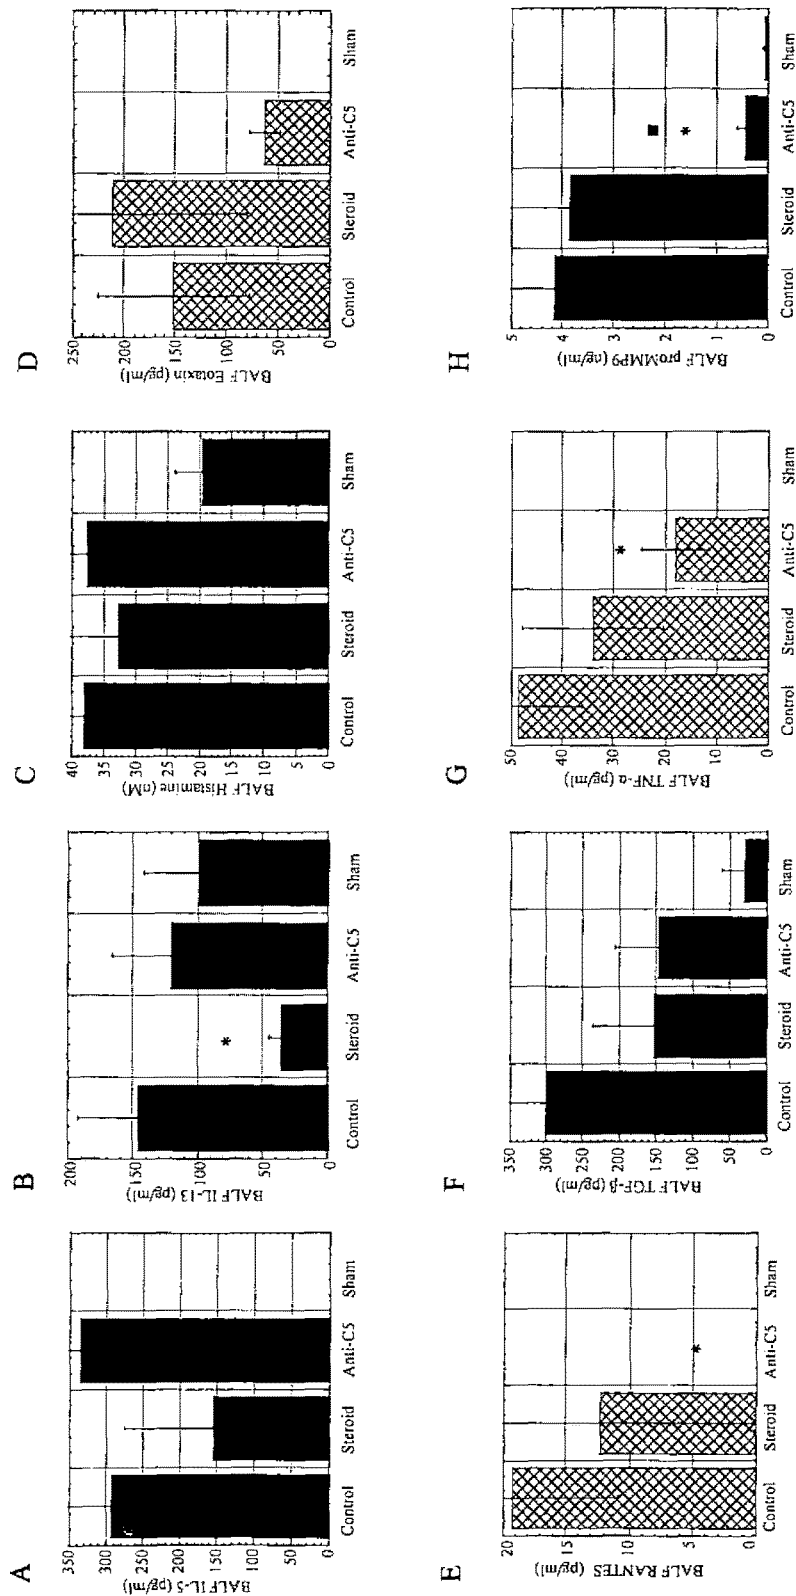 A
BALF IL-5 (pg/ml)
350
300
250
200
150
100
50
0
Control Steroid Anti-C5 Sham
B
BALF IL-13 (pg/ml)
200
150
100
50
0
*
Control Steroid Anti-C5 Sham
C
BALF Histamine (nM)
40
35
30
25
20
15
10
5
0
Control Steroid Anti-C5 Sham
D
BALF Eotaxin (pg/ml)
250
200
150
100
50
0
Control Steroid Anti-C5 Sham
E
BALF RANTES (pg/ml)
20
15
10
5
0
*
Control Steroid Anti-C5 Sham
F
BALF TGF-β (pg/ml)
350
300
250
200
150
100
50
0
Control Steroid Anti-C5 Sham
G
BALF TNF-α (pg/ml)
50
40
30
20
10
0
*
Control Steroid Anti-C5 Sham
H
BALF proMMP9 (ng/ml)
5
4
3
2
1
0
■
*
Control Steroid Anti-C5 Sham